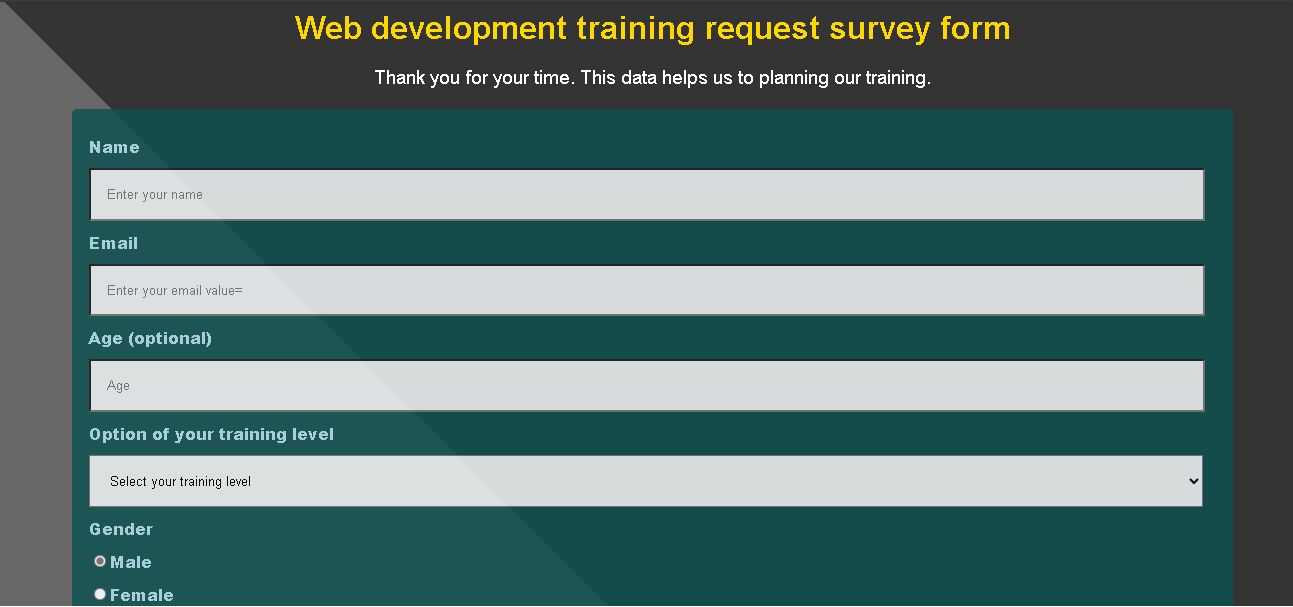 Web development training request survey form
Thank you for your time. This data helps us to planning our training.
Name
Enter your name
Email
Enter your email value=
Age (optional)
Age
Option of your training level
Select your training level
Gender
Male
Female